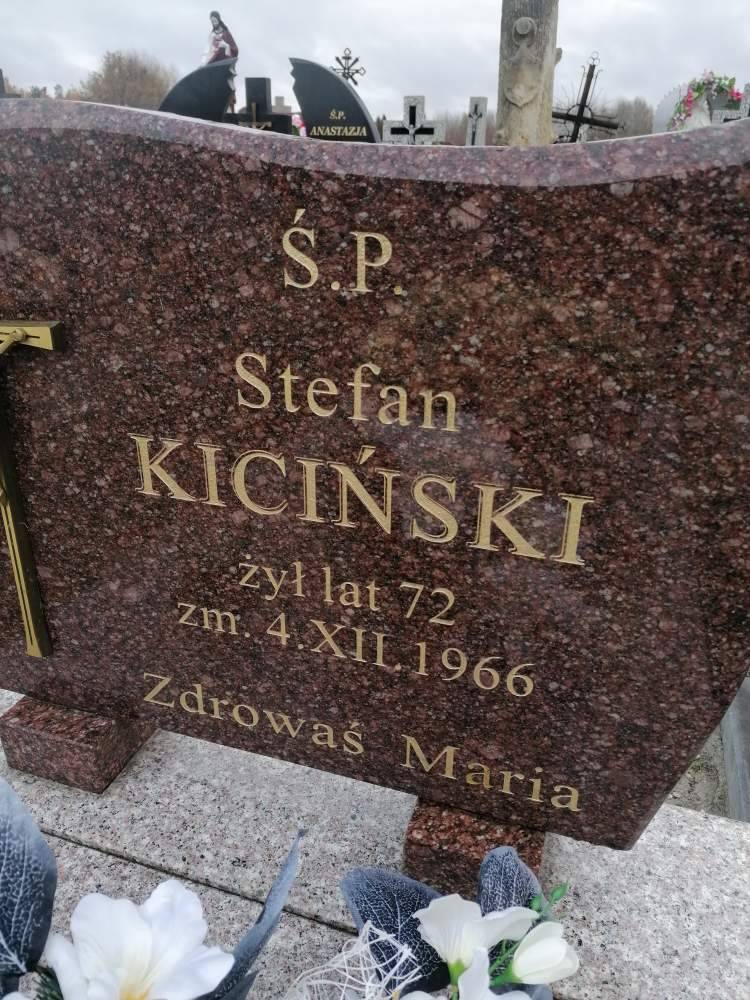 Ś.P.
ANASTAZJA
Ś.P.
Stefan
KICIŃSKI
żył lat 72
zm. 4.XII.1966
Zdrowaś Maria